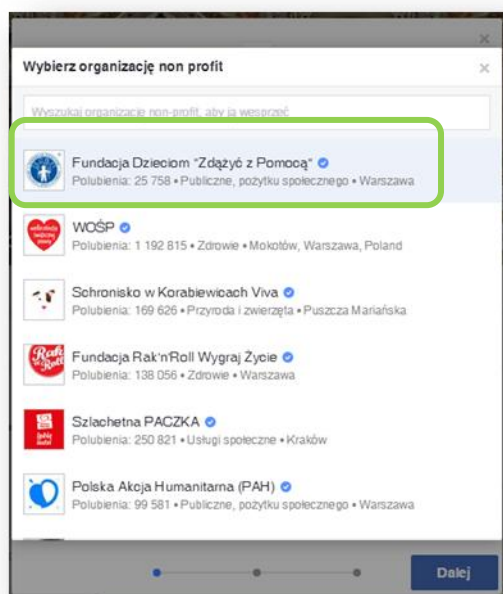 Wybierz organizację non profit
Wyszukaj organizacje non-profit, aby ją wesprzeć
Fundacja Dzieciom "Zdążyć z Pomocą"
Polubienia: 25 758 • Publiczne, pożytku społecznego • Warszawa
WOŚP
Polubienia: 1 192 815 • Zdrowie • Mokotów, Warszawa, Poland
Schronisko w Korabiewicach Viva
Polubienia: 169 626 • Przyroda i zwierzęta • Puszcza Mariańska
Rak
n Roll
Fundacja Rak'n'Roll Wygraj Życie
Polubienia: 138 056 • Zdrowie • Warszawa
Szlachetna PACZKA
Polubienia: 250 821 • Usługi społeczne • Kraków
Polska Akcja Humanitarna (PAH)
Polubienia: 99 581 • Publiczne, pożytku społecznego • Warszawa
Dalej